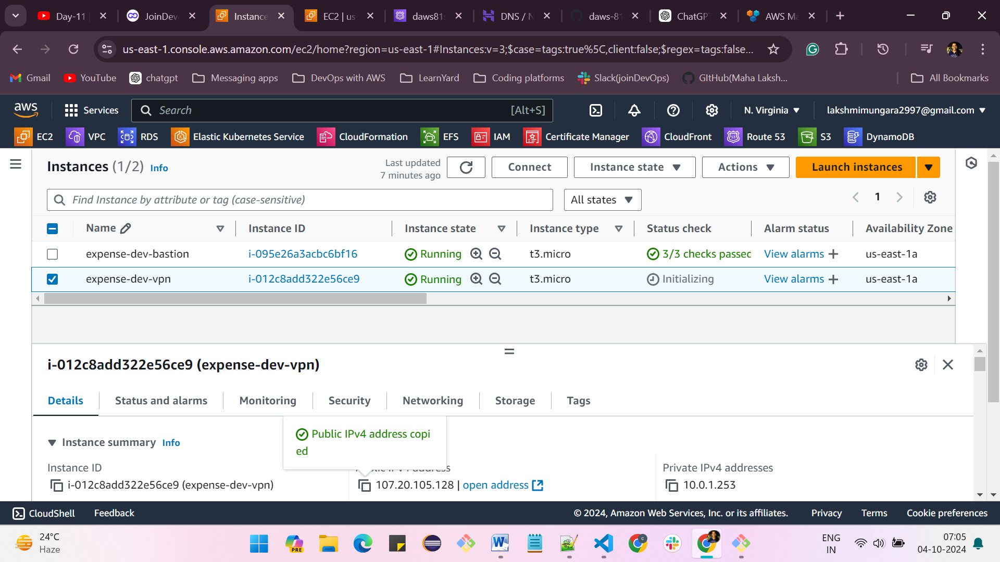 Day-11
JoinDev
Instance
EC2 | us
daws81s
DNS / N
daws-81
ChatGPT
AWS Ma
us-east-1.console.aws.amazon.com/ec2/home?region=us-east-1#Instances:v=3;$case=tags:true%5C,client:false;$regex=tags:false...
Gmail
YouTube
chatgpt
Messaging apps
DevOps with AWS
LearnYard
Coding platforms
Slack(joinDevOps)
GItHub(Maha Laksh...
All Bookmarks
aws
Services
Search
[Alt+S]
N. Virginia
lakshmimungara2997@gmail.com
EC2
VPC
RDS
Elastic Kubernetes Service
CloudFormation
EFS
IAM
Certificate Manager
CloudFront
Route 53
S3
DynamoDB
Instances (1/2) Info
Last updated
7 minutes ago
Connect
Instance state
Actions
Launch instances
Find Instance by attribute or tag (case-sensitive)
All states
1
Name
Instance ID
Instance state
Instance type
Status check
Alarm status
Availability Zone
expense-dev-bastion
i-095e26a3acbc6bf16
Running
t3.micro
3/3 checks passed
View alarms +
us-east-1a
expense-dev-vpn
i-012c8add322e56ce9
Running
t3.micro
Initializing
View alarms +
us-east-1a
i-012c8add322e56ce9 (expense-dev-vpn)
Details
Status and alarms
Monitoring
Security
Networking
Storage
Tags
Public IPv4 address copi
ed
Instance summary Info
Instance ID
Private IPv4 addresses
i-012c8add322e56ce9 (expense-dev-vpn)
107.20.105.128 | open address
10.0.1.253
CloudShell
Feedback
© 2024, Amazon Web Services, Inc. or its affiliates.
Privacy
Terms
Cookie preferences
24°C
Haze
PRE
ENG
IN
07:05
04-10-2024